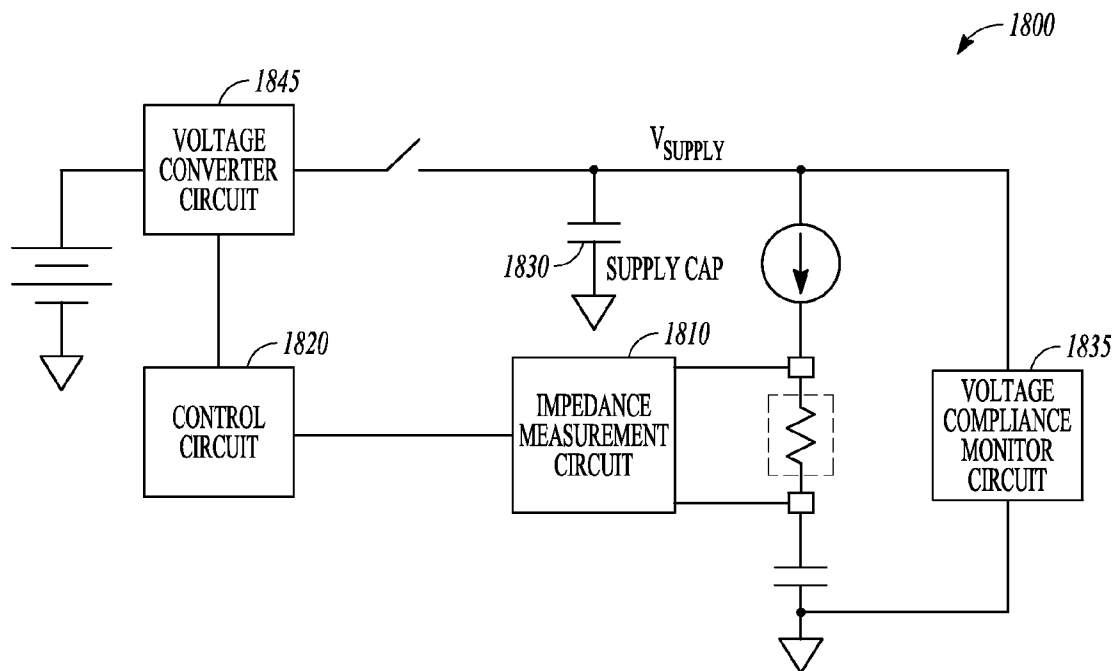 1800
1845
VOLTAGE
CONVERTER
CIRCUIT
VSUPPLY
1830
SUPPLY CAP
1820
CONTROL
CIRCUIT
1810
IMPEDANCE
MEASUREMENT
CIRCUIT
1835
VOLTAGE
COMPLIANCE
MONITOR
CIRCUIT